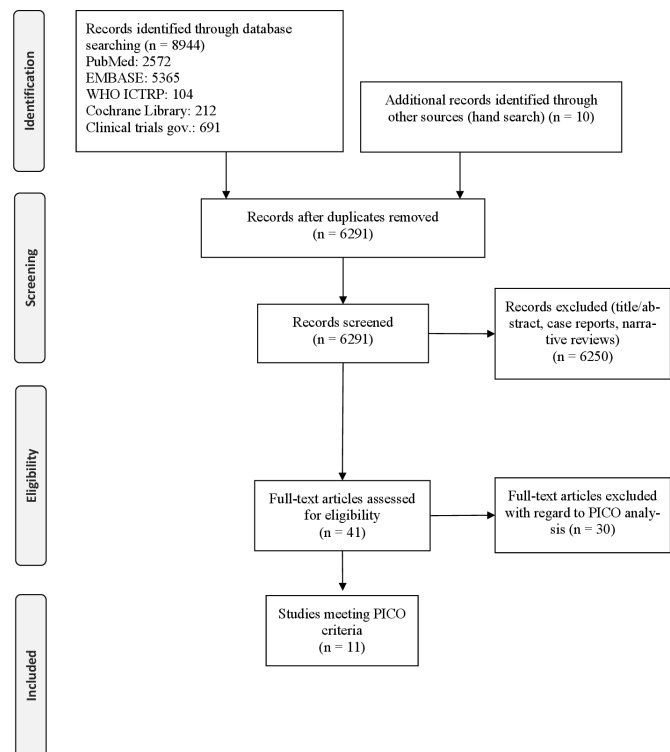 Identification
Records identified through database
searching (n = 8944)
PubMed: 2572
EMBASE: 5365
WHO ICTRP: 104
Cochrane Library: 212
Clinical trials gov.: 691
Additional records identified through
other sources (hand search) (n = 10)
Screening
Records after duplicates removed
(n = 6291)
Records screened
(n = 6291)
Records excluded (title/ab-
stract, case reports, narra-
tive reviews)
(n = 6250)
Eligibility
Full-text articles assessed
for eligibility
(n = 41)
Full-text articles excluded
with regard to PICO analy-
sis (n = 30)
Included
Studies meeting PICO
criteria
(n = 11)